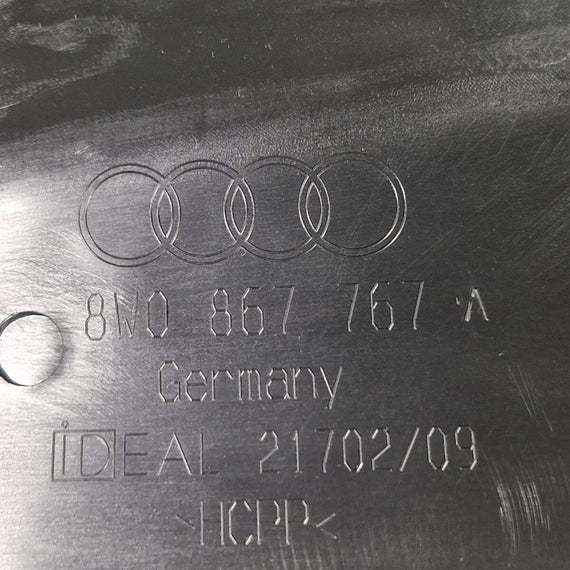 8W0 867 767 A
Germany
iDEAL 21702/09
>HCPP<